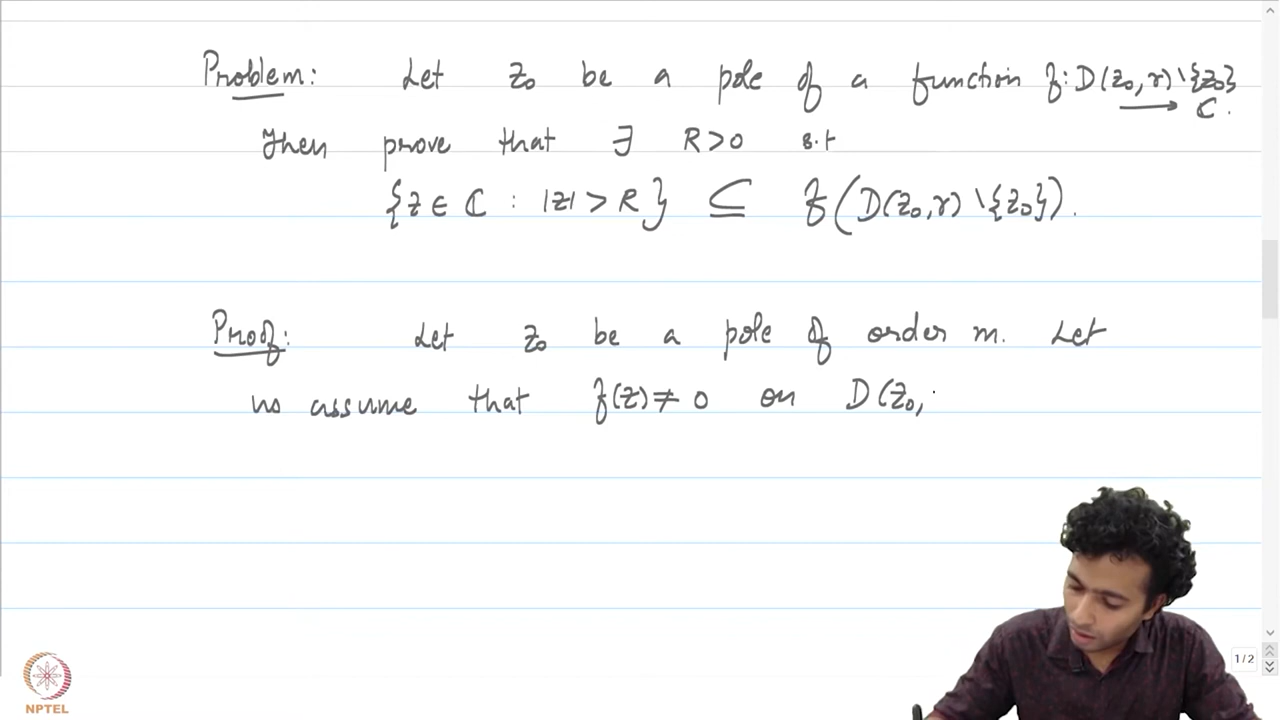 Problem: Let z₀ be a pole of a function f: D(z₀, r) \ {z₀}
⟶ ℂ.
Then prove that ∃ R > 0 s.t
{z ∈ ℂ : |z| > R} ⊆ f(D(z₀, r) \ {z₀}).
Proof: Let z₀ be a pole of order m. Let
us assume that f(z) ≠ 0 on D(z₀,
1/2
NPTEL